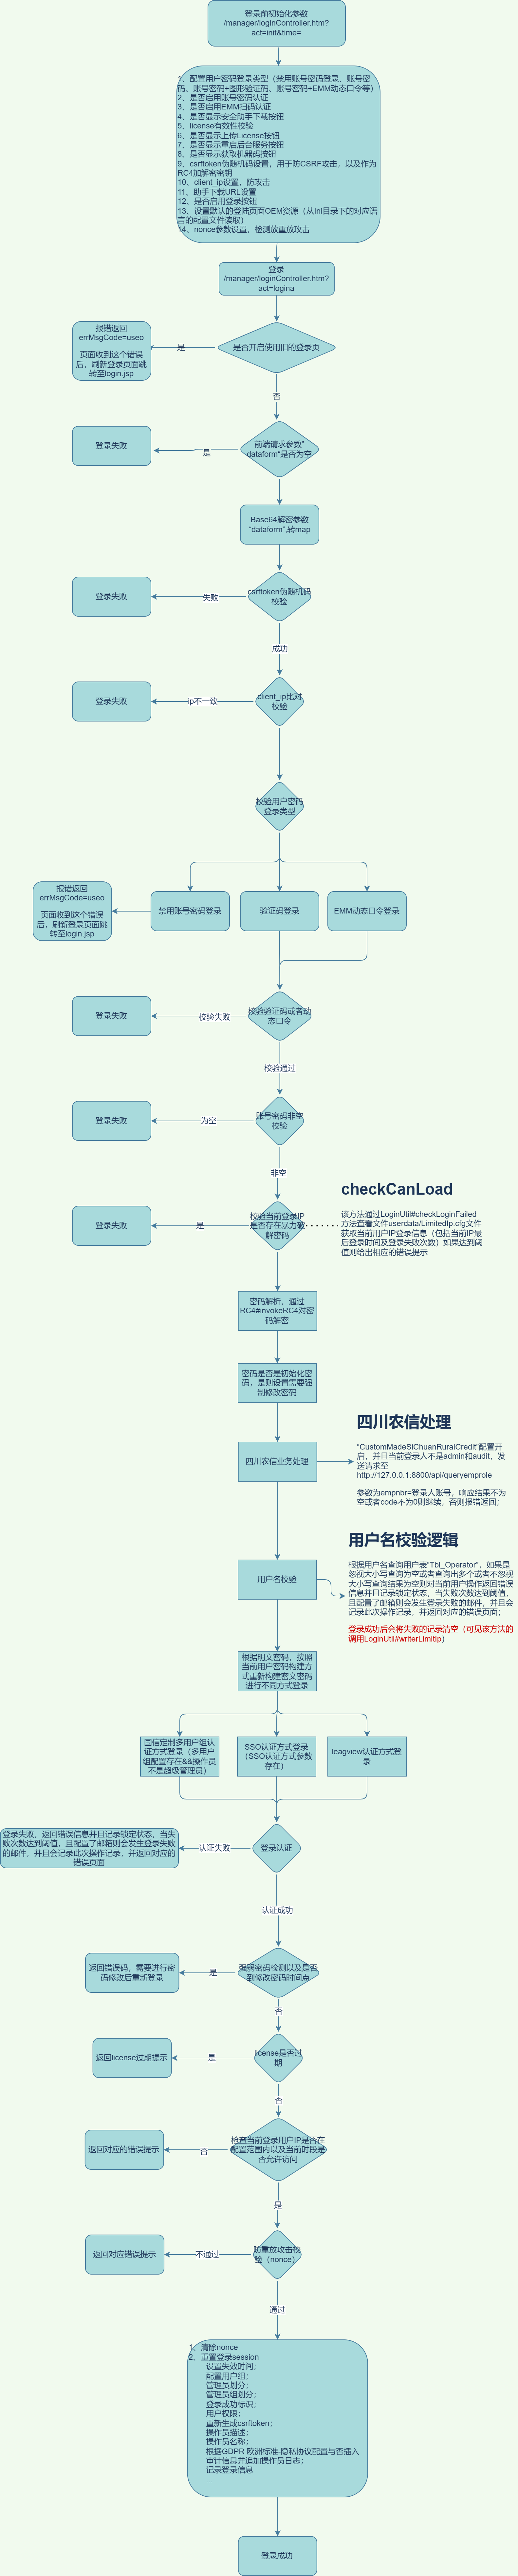 登录前初始化参数
/manager/loginController.htm?
act=init&time=
1、配置用户密码登录类型（禁用账号密码登录、账号密
码、账号密码+图形验证码、账号密码+EMM动态口令等）
2、是否启用账号密码认证
3、是否启用EMM扫码认证
4、是否显示安全助手下载按钮
5、license有效性校验
6、是否显示上传License按钮
7、是否显示重启后台服务按钮
8、是否显示获取机器码按钮
9、csrftoken伪随机码设置，用于防CSRF攻击，以及作为
RC4加解密密钥
10、client_ip设置，防攻击
11、助手下载URL设置
12、是否启用登录按钮
13、设置默认的登陆页面OEM资源（从Ini目录下的对应语
言的配置文件读取）
14、nonce参数设置，检测放重放攻击
登录
/manager/loginController.htm?
act=logina
是否开启使用旧的登录页
是
报错返回
errMsgCode=useo
页面收到这个错误
后，刷新登录页面跳
转至login.jsp
否
前端请求参数"
dataform"是否为空
是
登录失败
Base64解密参数
"dataform",转map
csrftoken伪随机码
校验
失败
登录失败
成功
client_ip比对
校验
ip不一致
登录失败
校验用户密码
登录类型
报错返回
errMsgCode=useo
页面收到这个错误
后，刷新登录页面跳
转至login.jsp
禁用账号密码登录
验证码登录
EMM动态口令登录
校验验证码或者动
态口令
校验失败
登录失败
校验通过
账号密码非空
校验
为空
登录失败
非空
校验当前登录IP
是否存在暴力破
解密码
是
登录失败
checkCanLoad
该方法通过LoginUtil#checkLoginFailed
方法查看文件userdata/LimitedIp.cfg文件
获取当前用户IP登录信息（包括当前IP最
后登录时间及登录失败次数）如果达到阈
值则给出相应的错误提示
密码解析，通过
RC4#invokeRC4对密
码解密
密码是否是初始化密
码，是则设置需要强
制修改密码
四川农信业务处理
四川农信处理
"CustomMadeSiChuanRuralCredit"配置开
启，并且当前登录人不是admin和audit，发
送请求至
http://127.0.0.1:8800/api/queryemprole
参数为empnbr=登录人账号，响应结果不为
空或者code不为0则继续，否则报错返回；
用户名校验
用户名校验逻辑
根据用户名查询用户表"Tbl_Operator"，如果是
忽视大小写查询为空或者查询出多个或者不忽视
大小写查询结果为空则对当前用户操作返回错误
信息并且记录锁定状态，当失败次数达到阈值，
且配置了邮箱则会发生登录失败的邮件，并且会
记录此次操作记录，并返回对应的错误页面；
登录成功后会将失败的记录清空（可见该方法的
调用LoginUtil#writerLimitIp）
根据明文密码，按照
当前用户密码构建方
式重新构建密文密码
进行不同方式登录
国信定制多用户组认
证方式登录（多用户
组配置存在&&操作员
不是超级管理员）
SSO认证方式登录
（SSO认证方式参数
存在）
leagview认证方式登
录
登录认证
认证失败
登录失败，返回错误信息并且记录锁定状态，当失
败次数达到阈值，且配置了邮箱则会发生登录失败
的邮件，并且会记录此次操作记录，并返回对应的
错误页面
认证成功
强弱密码检测以及是否
到修改密码时间点
是
返回错误码，需要进行密
码修改后重新登录
否
license是否过
期
是
返回license过期提示
否
检查当前登录用户IP是否在
配置范围内以及当前时段是
否允许访问
否
返回对应的错误提示
是
防重放攻击校
验（nonce）
不通过
返回对应错误提示
通过
1、清除nonce
2、重置登录session
设置失效时间；
配置用户组；
管理员划分；
管理员组划分；
登录成功标识；
用户权限；
重新生成csrftoken；
操作员描述；
操作员名称；
根据GDPR 欧洲标准-隐私协议配置与否插入
审计信息并追加操作员日志；
记录登录信息
...
登录成功